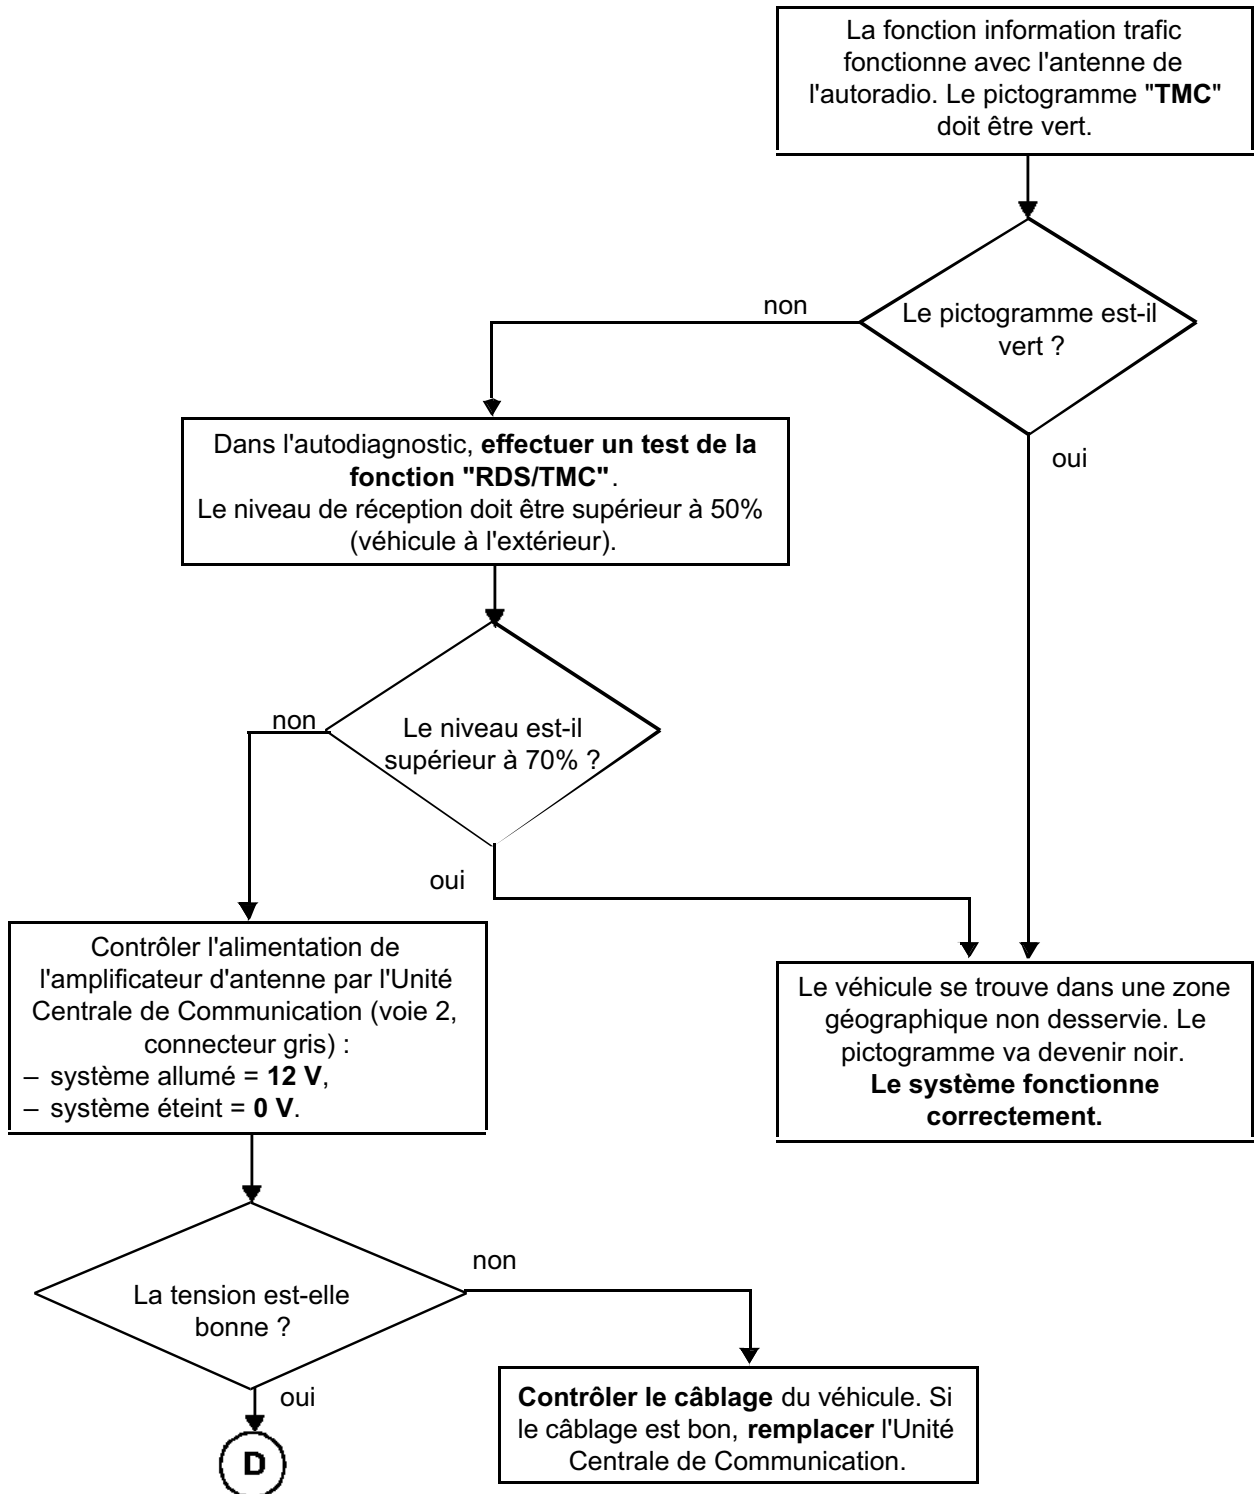 La fonction information trafic
fonctionne avec l'antenne de
l'autoradio. Le pictogramme "TMC"
doit être vert.
Le pictogramme est-il
vert ?
non
oui
Dans l'autodiagnostic, effectuer un test de la
fonction "RDS/TMC".
Le niveau de réception doit être supérieur à 50%
(véhicule à l'extérieur).
Le niveau est-il
supérieur à 70% ?
non
oui
Contrôler l'alimentation de
l'amplificateur d'antenne par l'Unité
Centrale de Communication (voie 2,
connecteur gris) :
– système allumé = 12 V,
– système éteint = 0 V.
Le véhicule se trouve dans une zone
géographique non desservie. Le
pictogramme va devenir noir.
Le système fonctionne
correctement.
La tension est-elle
bonne ?
non
oui
Contrôler le câblage du véhicule. Si
le câblage est bon, remplacer l'Unité
Centrale de Communication.
D